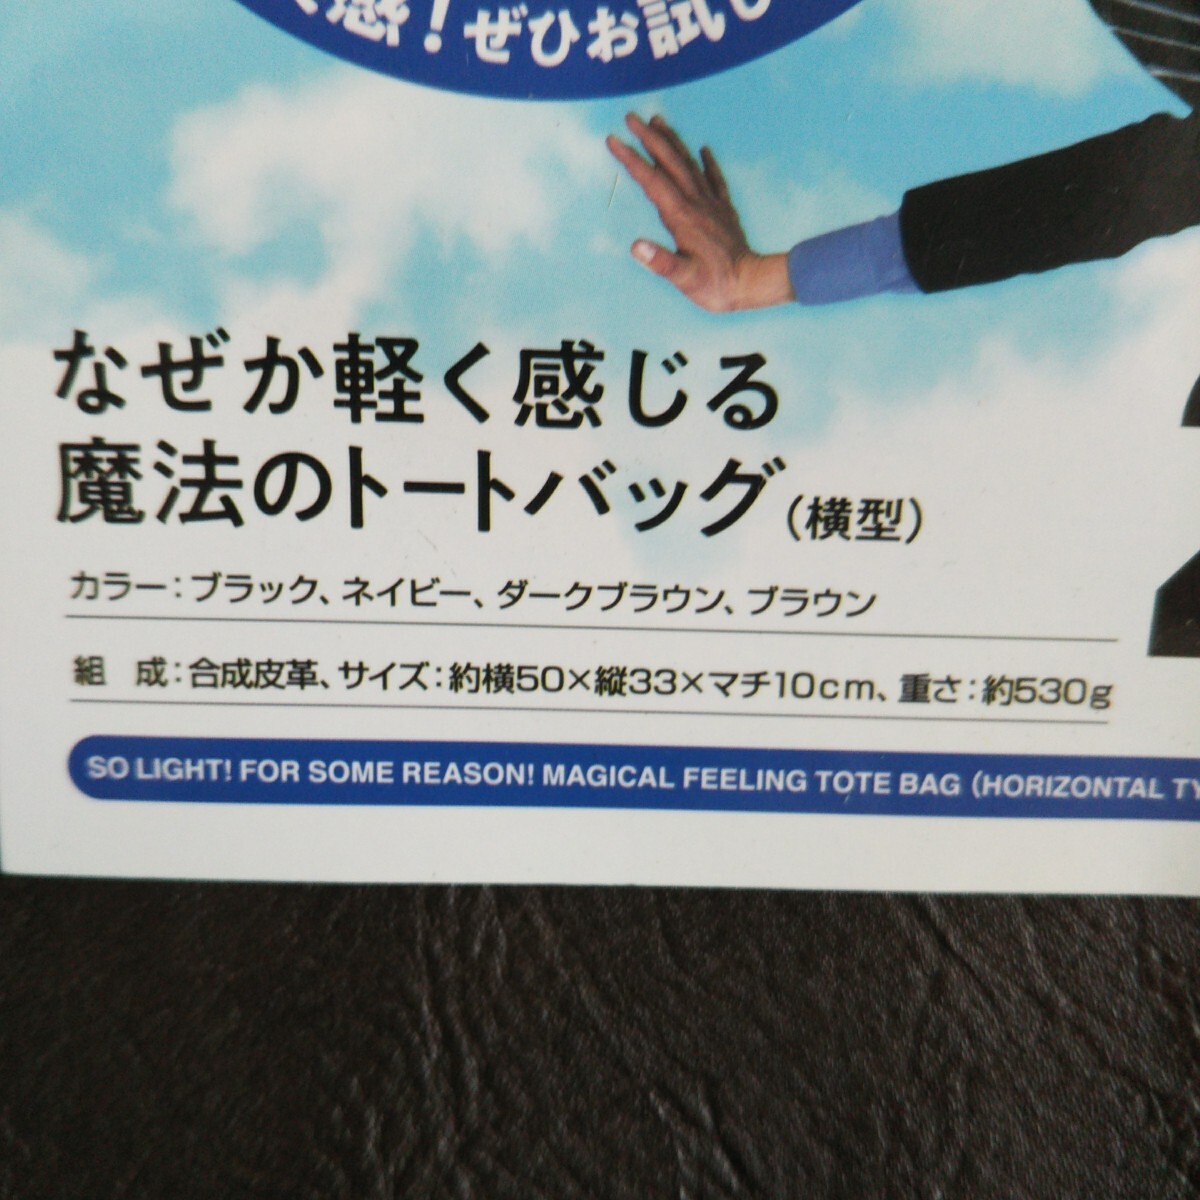 感！ぜひお試し
なぜか軽く感じる
魔法のトートバッグ（横型）
カラー：ブラック、ネイビー、ダークブラウン、ブラウン
組　成：合成皮革、サイズ：約横50×縦33×マチ10cm、重さ：約530g
SO LIGHT! FOR SOME REASON! MAGICAL FEELING TOTE BAG (HORIZONTAL TY